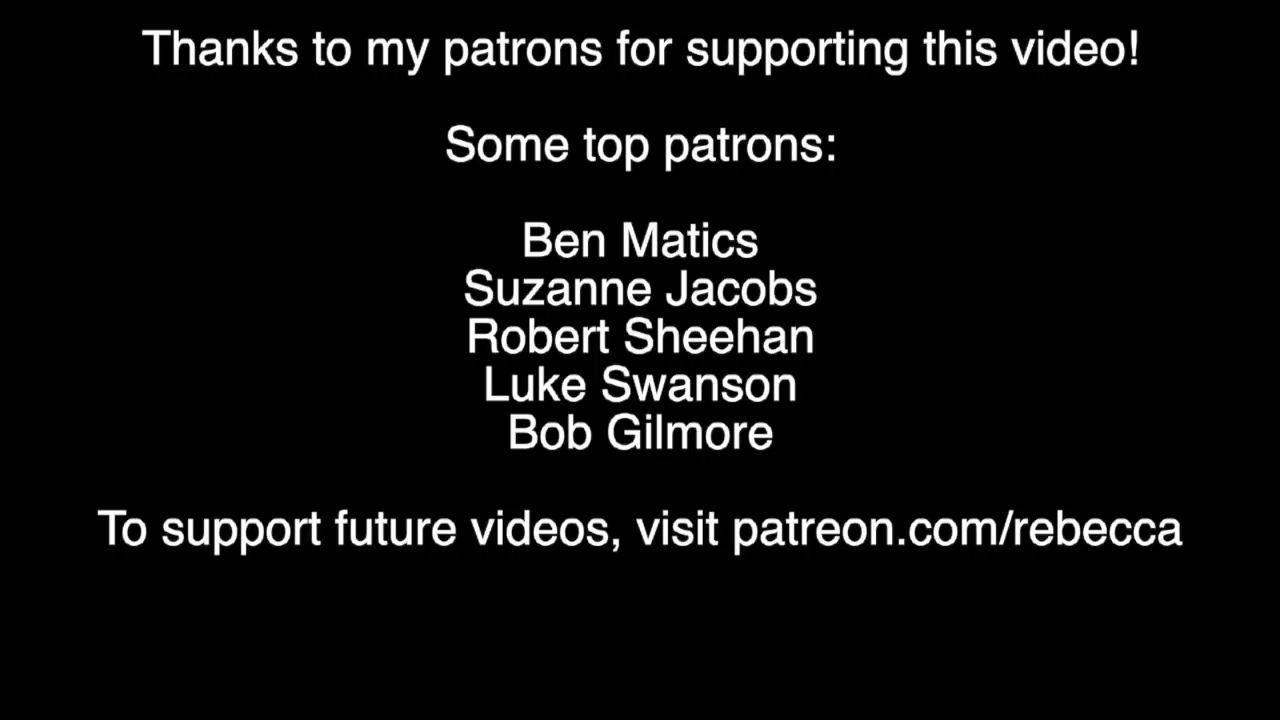 Thanks to my patrons for supporting this video!
Some top patrons:
Ben Matics
Suzanne Jacobs
Robert Sheehan
Luke Swanson
Bob Gilmore
To support future videos, visit patreon.com/rebecca